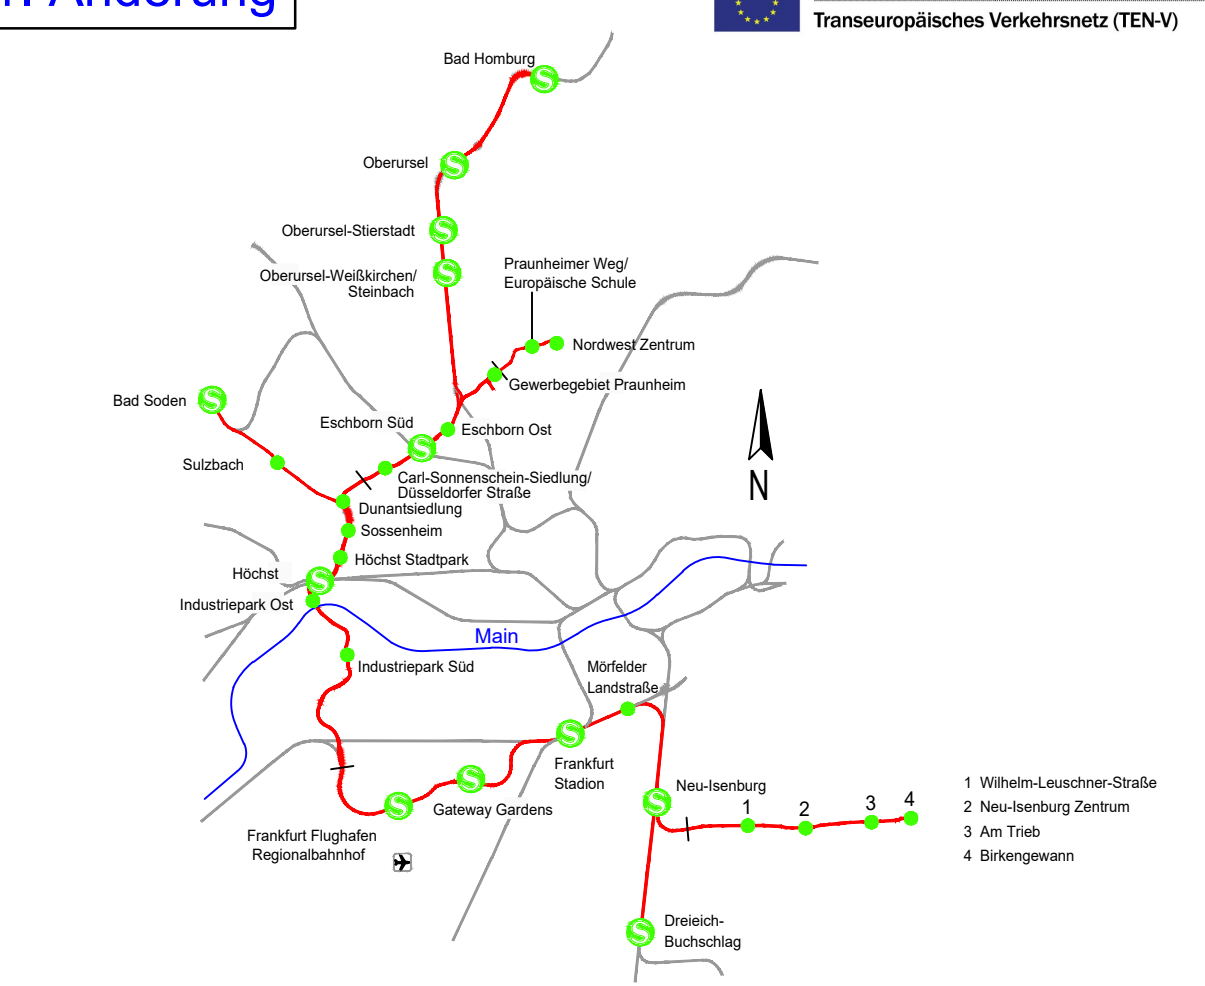 Änderung
Transeuropäisches Verkehrsnetz (TEN-V)
Bad Homburg
Oberursel
Oberursel-Stierstadt
Oberursel-Weißkirchen/
Steinbach
Praunheimer Weg/
Europäische Schule
Nordwest Zentrum
Gewerbegebiet Praunheim
Bad Soden
Eschborn Süd
Eschborn Ost
Sulzbach
Carl-Sonnenschein-Siedlung/
Düsseldorfer Straße
Dunantsiedlung
N
Sossenheim
Höchst Stadtpark
Höchst
Industriepark Ost
Main
Industriepark Süd
Mörfelder
Landstraße
Frankfurt
Stadion
Neu-Isenburg
Gateway Gardens
1
2
3
4
1 Wilhelm-Leuschner-Straße
2 Neu-Isenburg Zentrum
3 Am Trieb
4 Birkengewann
Frankfurt Flughafen
Regionalbahnhof
Dreieich-
Buchschlag
S
S
S
S
S
S
S
S
S
S
S
S